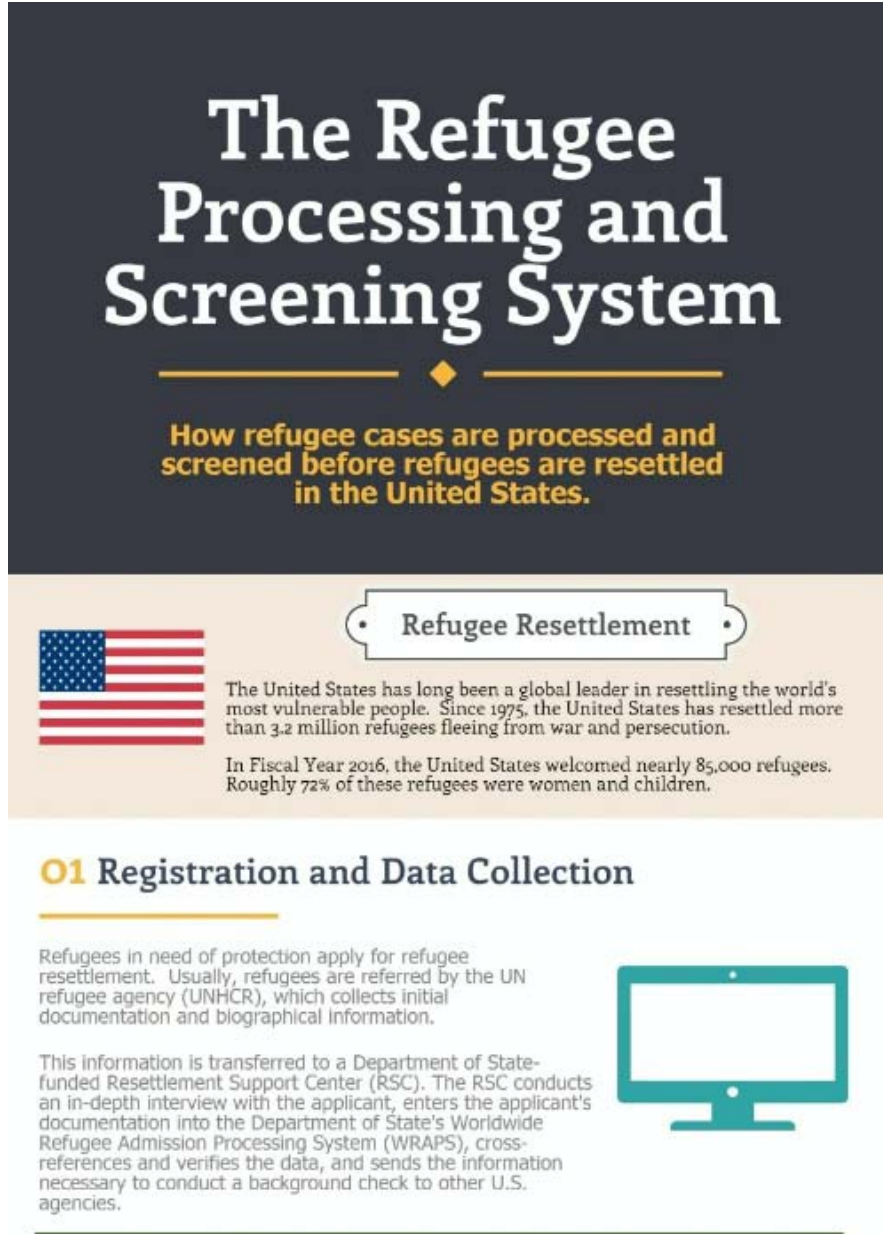 The Refugee
Processing and
Screening System
How refugee cases are processed and
screened before refugees are resettled
in the United States.
Refugee Resettlement
The United States has long been a global leader in resettling the world's
most vulnerable people. Since 1975, the United States has resettled more
than 3.2 million refugees fleeing from war and persecution.
In Fiscal Year 2016, the United States welcomed nearly 85,000 refugees.
Roughly 72% of these refugees were women and children.
01 Registration and Data Collection
Refugees in need of protection apply for refugee
resettlement. Usually, refugees are referred by the UN
refugee agency (UNHCR), which collects initial
documentation and biographical information.
This information is transferred to a Department of State-
funded Resettlement Support Center (RSC). The RSC conducts
an in-depth interview with the applicant, enters the applicant's
documentation into the Department of State's Worldwide
Refugee Admission Processing System (WRAPS), cross-
references and verifies the data, and sends the information
necessary to conduct a background check to other U.S.
agencies.